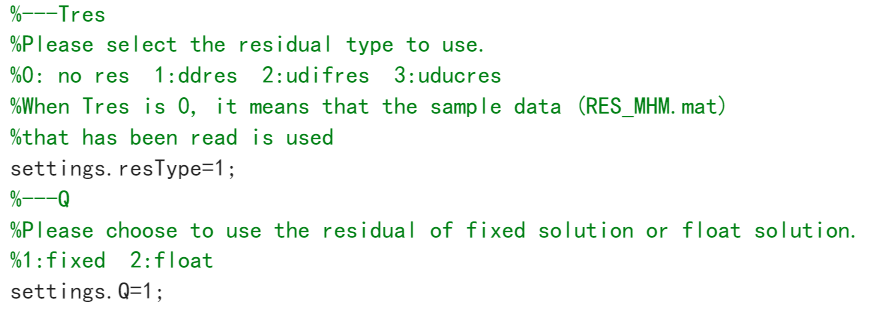 %---Tres
%Please select the residual type to use.
%0: no res  1:ddres  2:udifres  3:uducres
%When Tres is 0, it means that the sample data (RES_MHM.mat)
%that has been read is used
settings.resType=1;
%---Q
%Please choose to use the residual of fixed solution or float solution.
%1:fixed  2:float
settings.Q=1;